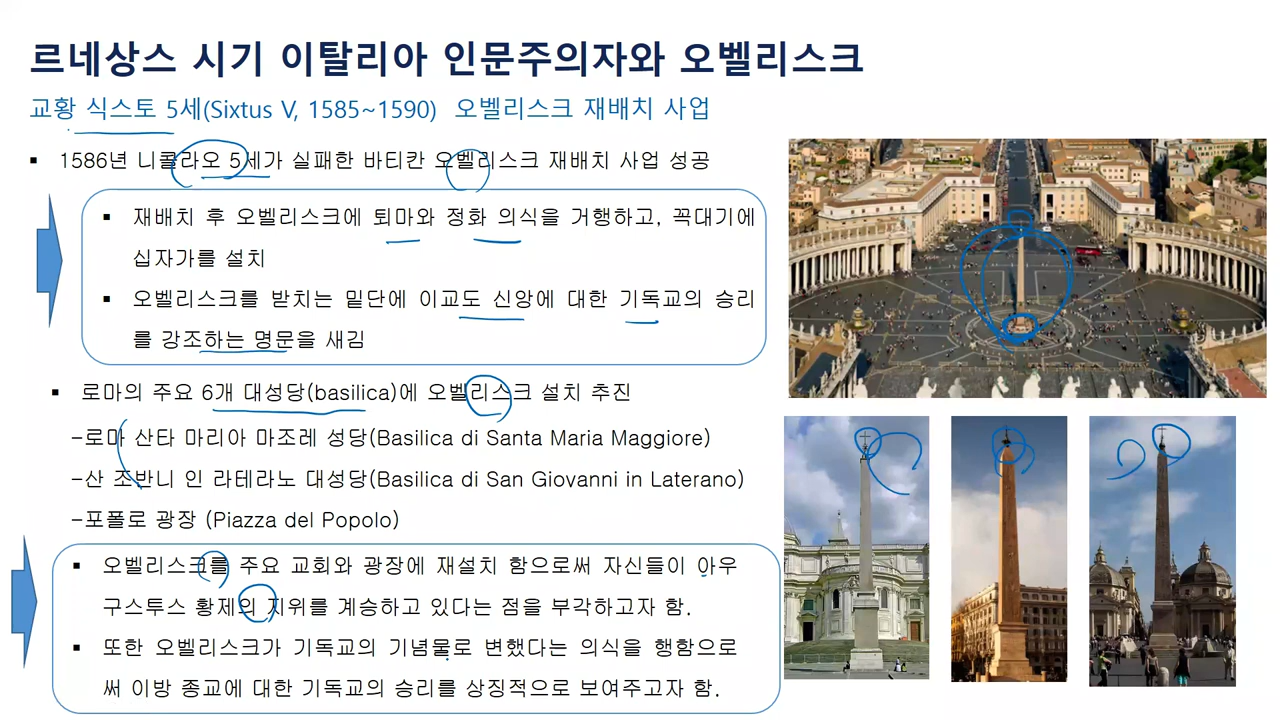 르네상스 시기 이탈리아 인문주의자와 오벨리스크
교황 식스토 5세(Sixtus V, 1585~1590) 오벨리스크 재배치 사업
▪ 1586년 니콜라오 5세가 실패한 바티칸 오벨리스크 재배치 사업 성공
▪ 재배치 후 오벨리스크에 퇴마와 정화 의식을 거행하고, 꼭대기에
십자가를 설치
▪ 오벨리스크를 받치는 밑단에 이교도 신앙에 대한 기독교의 승리
를 강조하는 명문을 새김
▪ 로마의 주요 6개 대성당(basilica)에 오벨리스크 설치 추진
-로마 산타 마리아 마조레 성당(Basilica di Santa Maria Maggiore)
-산 조반니 인 라테라노 대성당(Basilica di San Giovanni in Laterano)
-포폴로 광장 (Piazza del Popolo)
▪ 오벨리스크를 주요 교회와 광장에 재설치 함으로써 자신들이 아우
구스투스 황제의 지위를 계승하고 있다는 점을 부각하고자 함.
▪ 또한 오벨리스크가 기독교의 기념물로 변했다는 의식을 행함으로
써 이방 종교에 대한 기독교의 승리를 상징적으로 보여주고자 함.